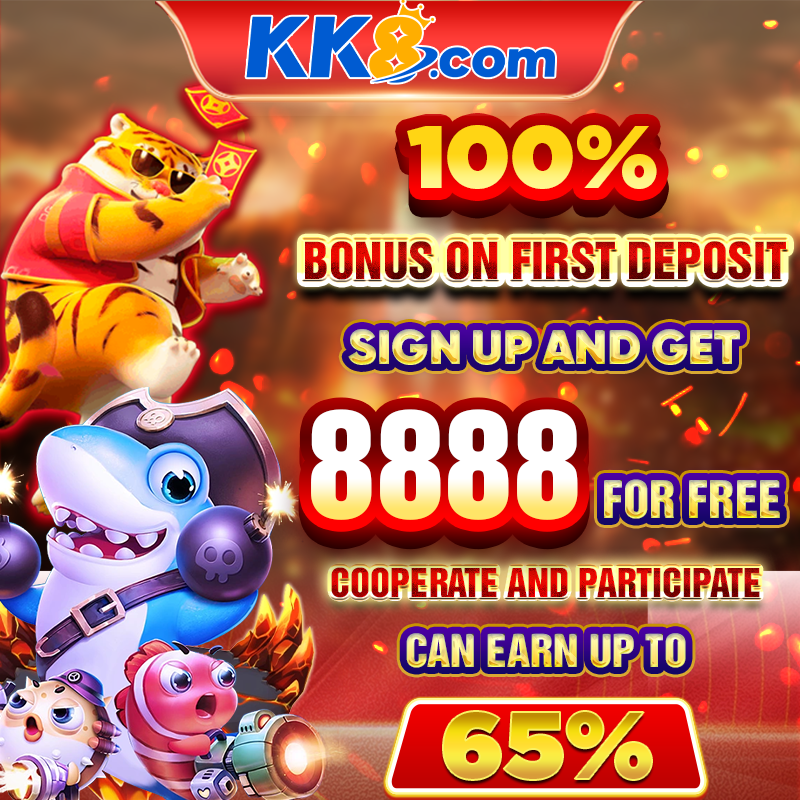 KK8.com
100%
BONUS ON FIRST DEPOSIT
SIGN UP AND GET
8888 FOR FREE
COOPERATE AND PARTICIPATE
CAN EARN UP TO
65%